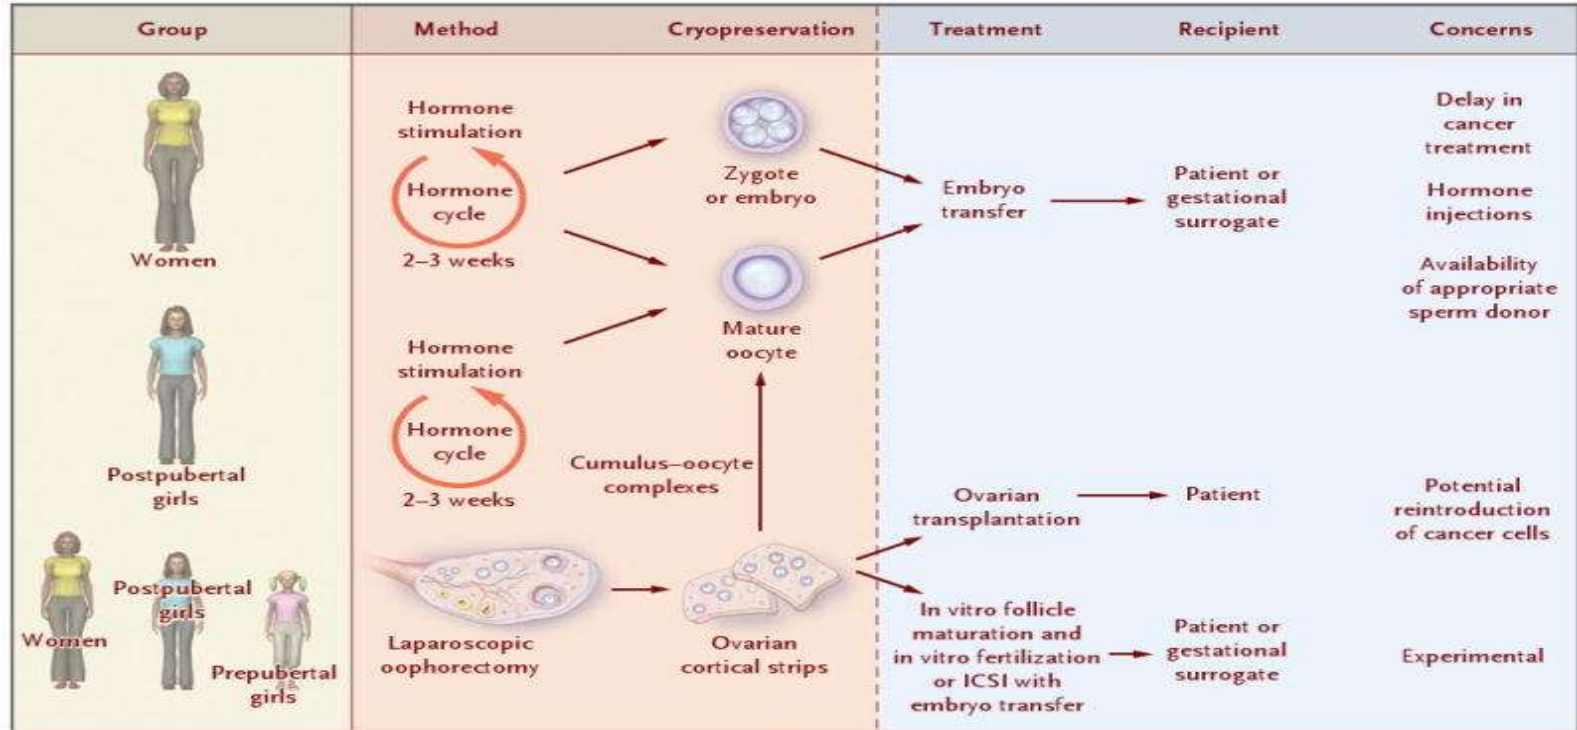 Group
Method
Cryopreservation
Treatment
Recipient
Concerns
Women
Hormone
stimulation
Hormone
cycle
2–3 weeks
Zygote
or embryo
Embryo
transfer
Patient or
gestational
surrogate
Delay in
cancer
treatment
Hormone
injections
Availability
of appropriate
sperm donor
Mature
oocyte
Postpubertal
girls
Hormone
stimulation
Hormone
cycle
2–3 weeks
Cumulus–oocyte
complexes
Ovarian
transplantation
Patient
Potential
reintroduction
of cancer cells
Women
Postpubertal
girls
Prepubertal
girls
Laparoscopic
oophorectomy
Ovarian
cortical strips
In vitro follicle
maturation and
in vitro fertilization
or ICSI with
embryo transfer
Patient or
gestational
surrogate
Experimental